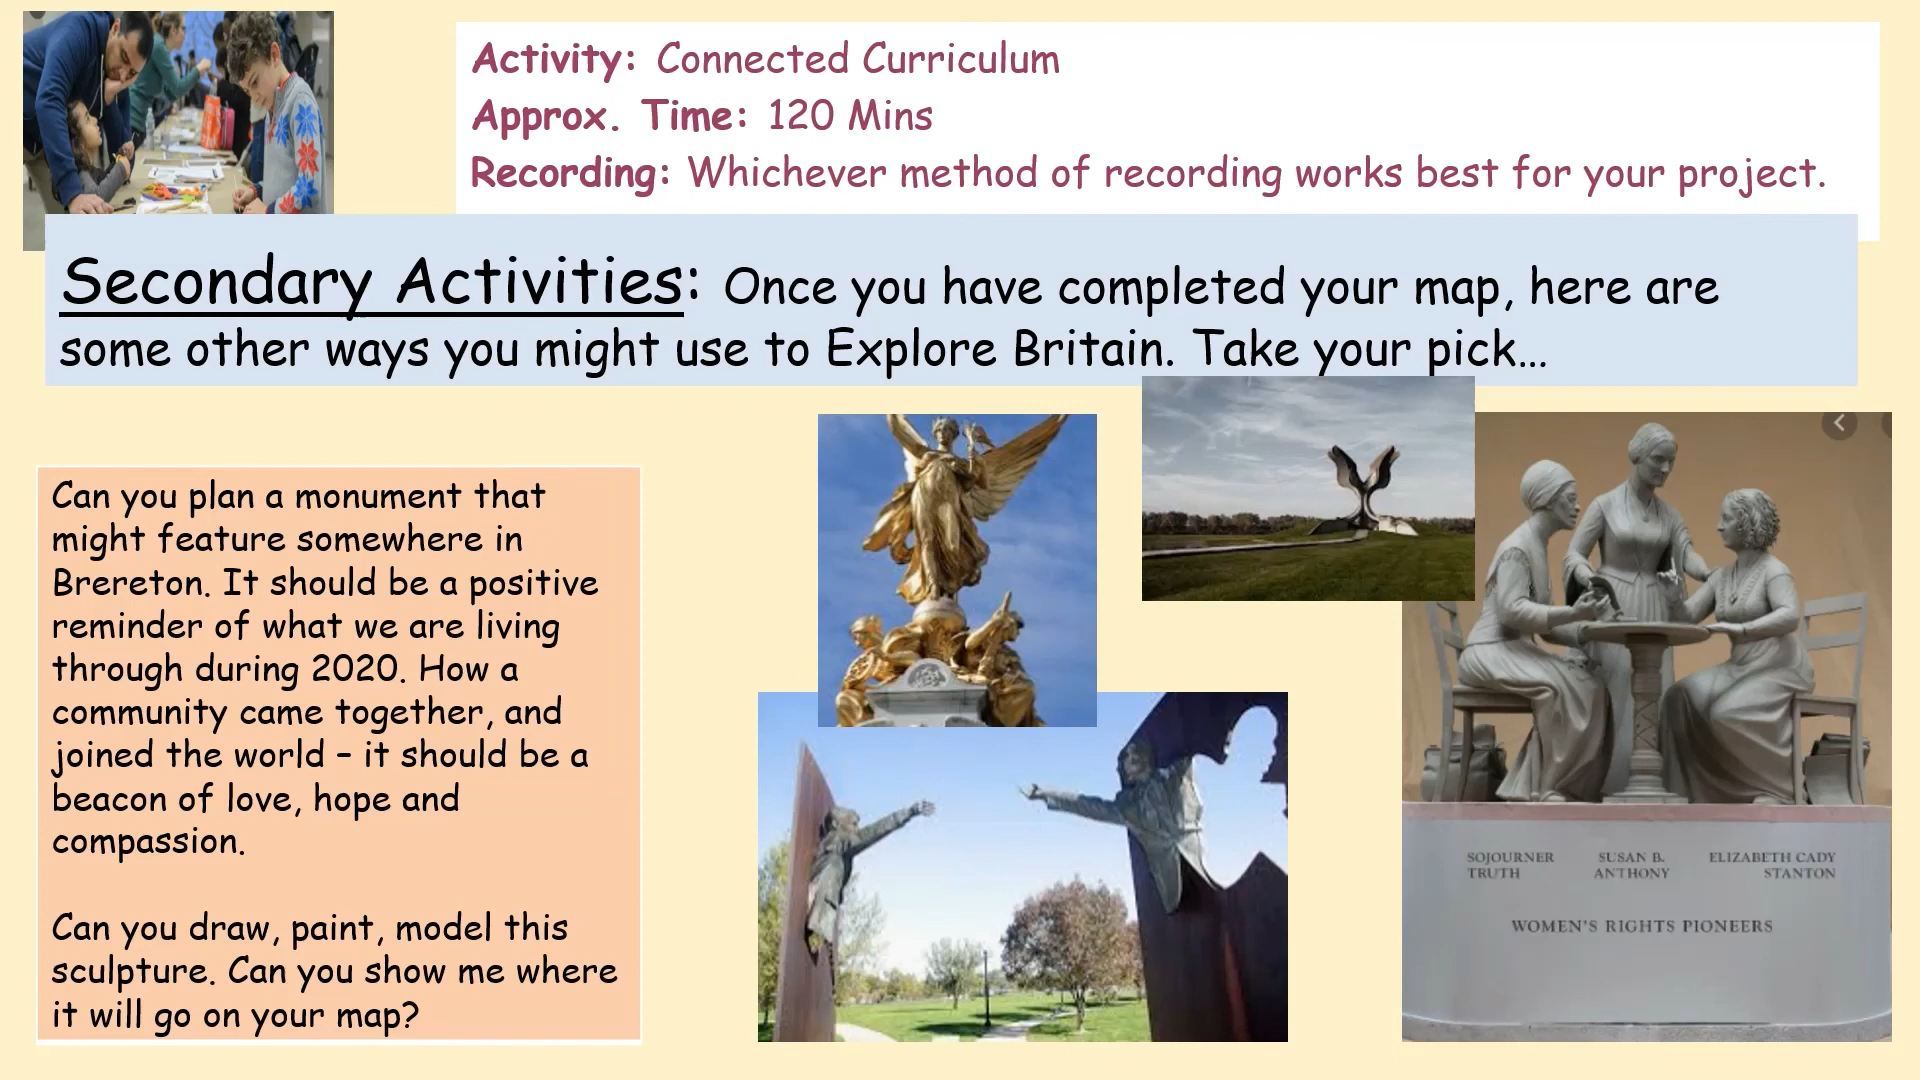 Activity: Connected Curriculum
Approx. Time: 120 Mins
Recording: Whichever method of recording works best for your project.
Secondary Activities: Once you have completed your map, here are
some other ways you might use to Explore Britain. Take your pick…
Can you plan a monument that
might feature somewhere in
Brereton. It should be a positive
reminder of what we are living
through during 2020. How a
community came together, and
joined the world – it should be a
beacon of love, hope and
compassion.
Can you draw, paint, model this
sculpture. Can you show me where
it will go on your map?
SOJOURNER TRUTH
SUSAN B. ANTHONY
ELIZABETH CADY STANTON
WOMEN'S RIGHTS PIONEERS